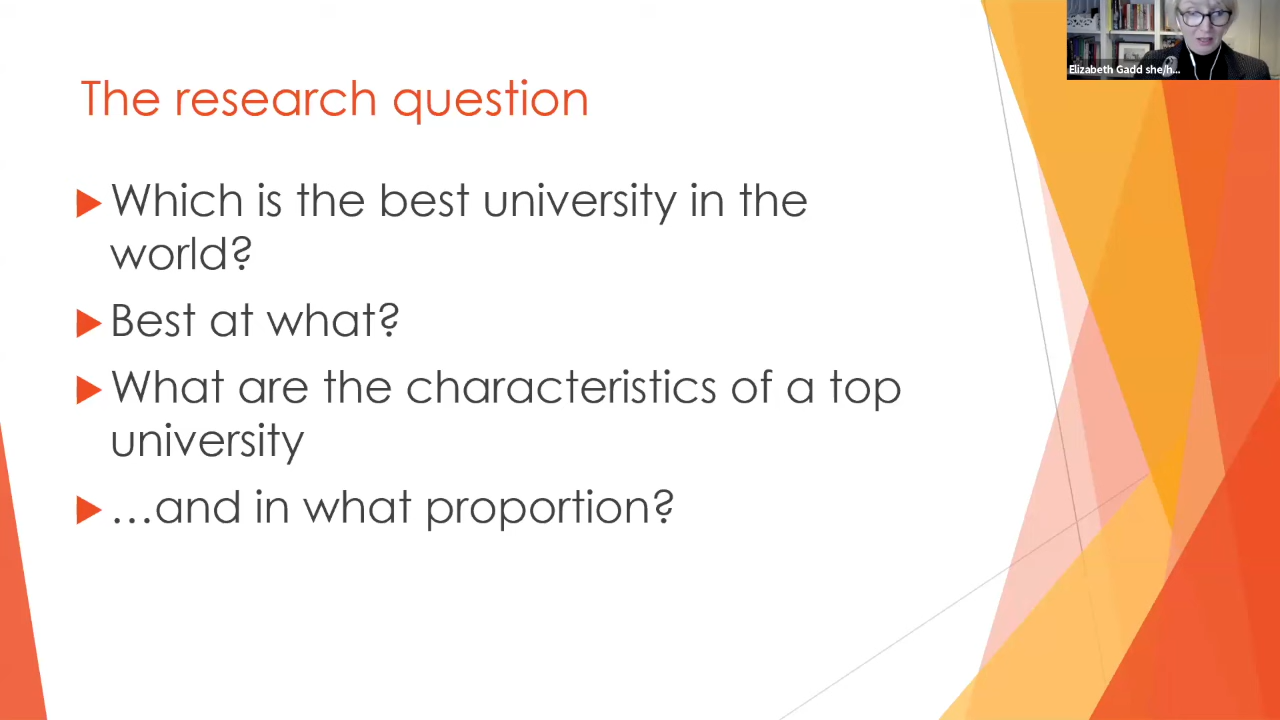 Elizabeth Gadd she/h...
The research question
Which is the best university in the
world?
Best at what?
What are the characteristics of a top
university
…and in what proportion?